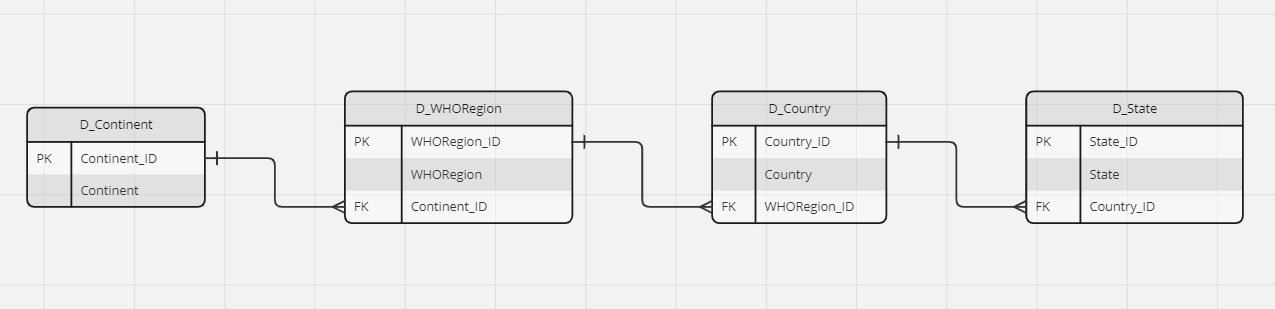 D_Continent
PK Continent_ID
Continent
D_WHORegion
PK WHORegion_ID
WHORegion
FK Continent_ID
D_Country
PK Country_ID
Country
FK WHORegion_ID
D_State
PK State_ID
State
FK Country_ID